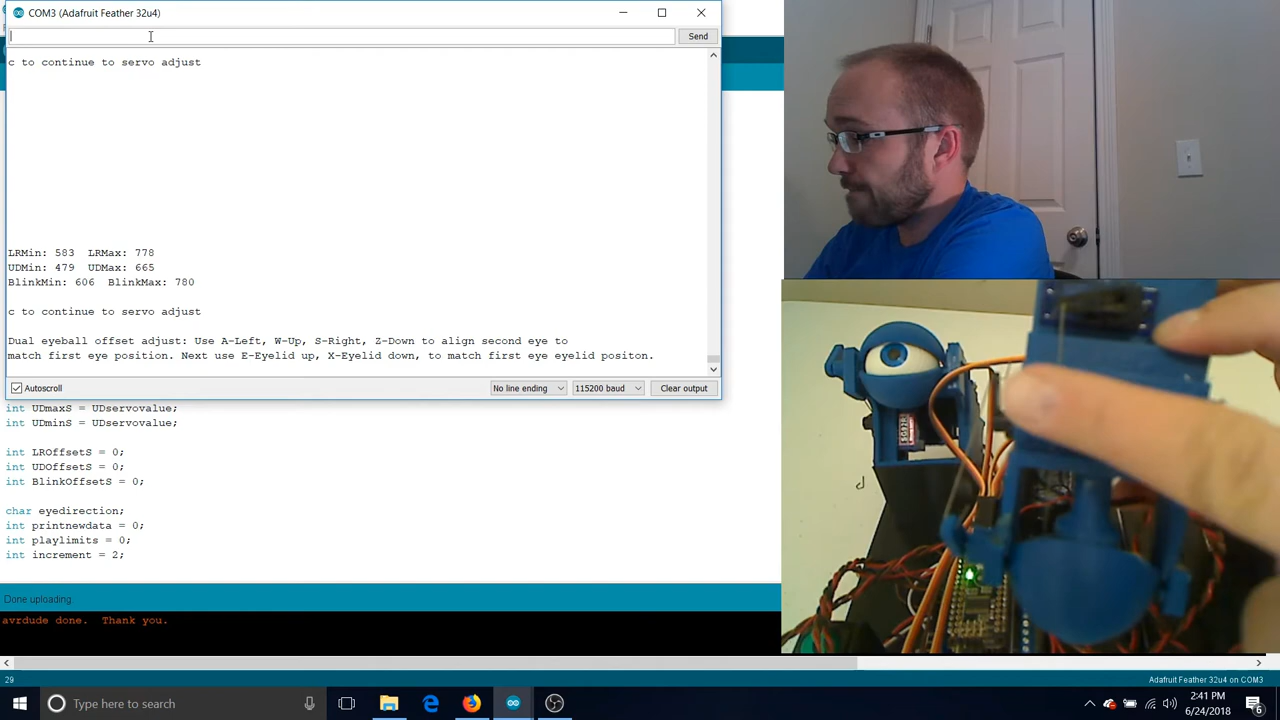 COM3 (Adafruit Feather 32u4)
Send
c to continue to servo adjust
LRMin: 583  LRMax: 778
UDMin: 479  UDMax: 665
BlinkMin: 606  BlinkMax: 780
c to continue to servo adjust
Dual eyeball offset adjust: Use A-Left, W-Up, S-Right, Z-Down to align second eye to
match first eye position. Next use E-Eyelid up, X-Eyelid down, to match first eye eyelid positon.
Autoscroll
No line ending
115200 baud
Clear output
int UDmaxS = UDservovalue;
int UDminS = UDservovalue;
int LROffsetS = 0;
int UDOffsetS = 0;
int BlinkOffsetS = 0;
char eyedirection;
int printnewdata = 0;
int playlimits = 0;
int increment = 2;
SG92R
Done uploading.
avrdude done.  Thank you.
29
Adafruit Feather 32u4 on COM3
Type here to search
2:41 PM
6/24/2018
6